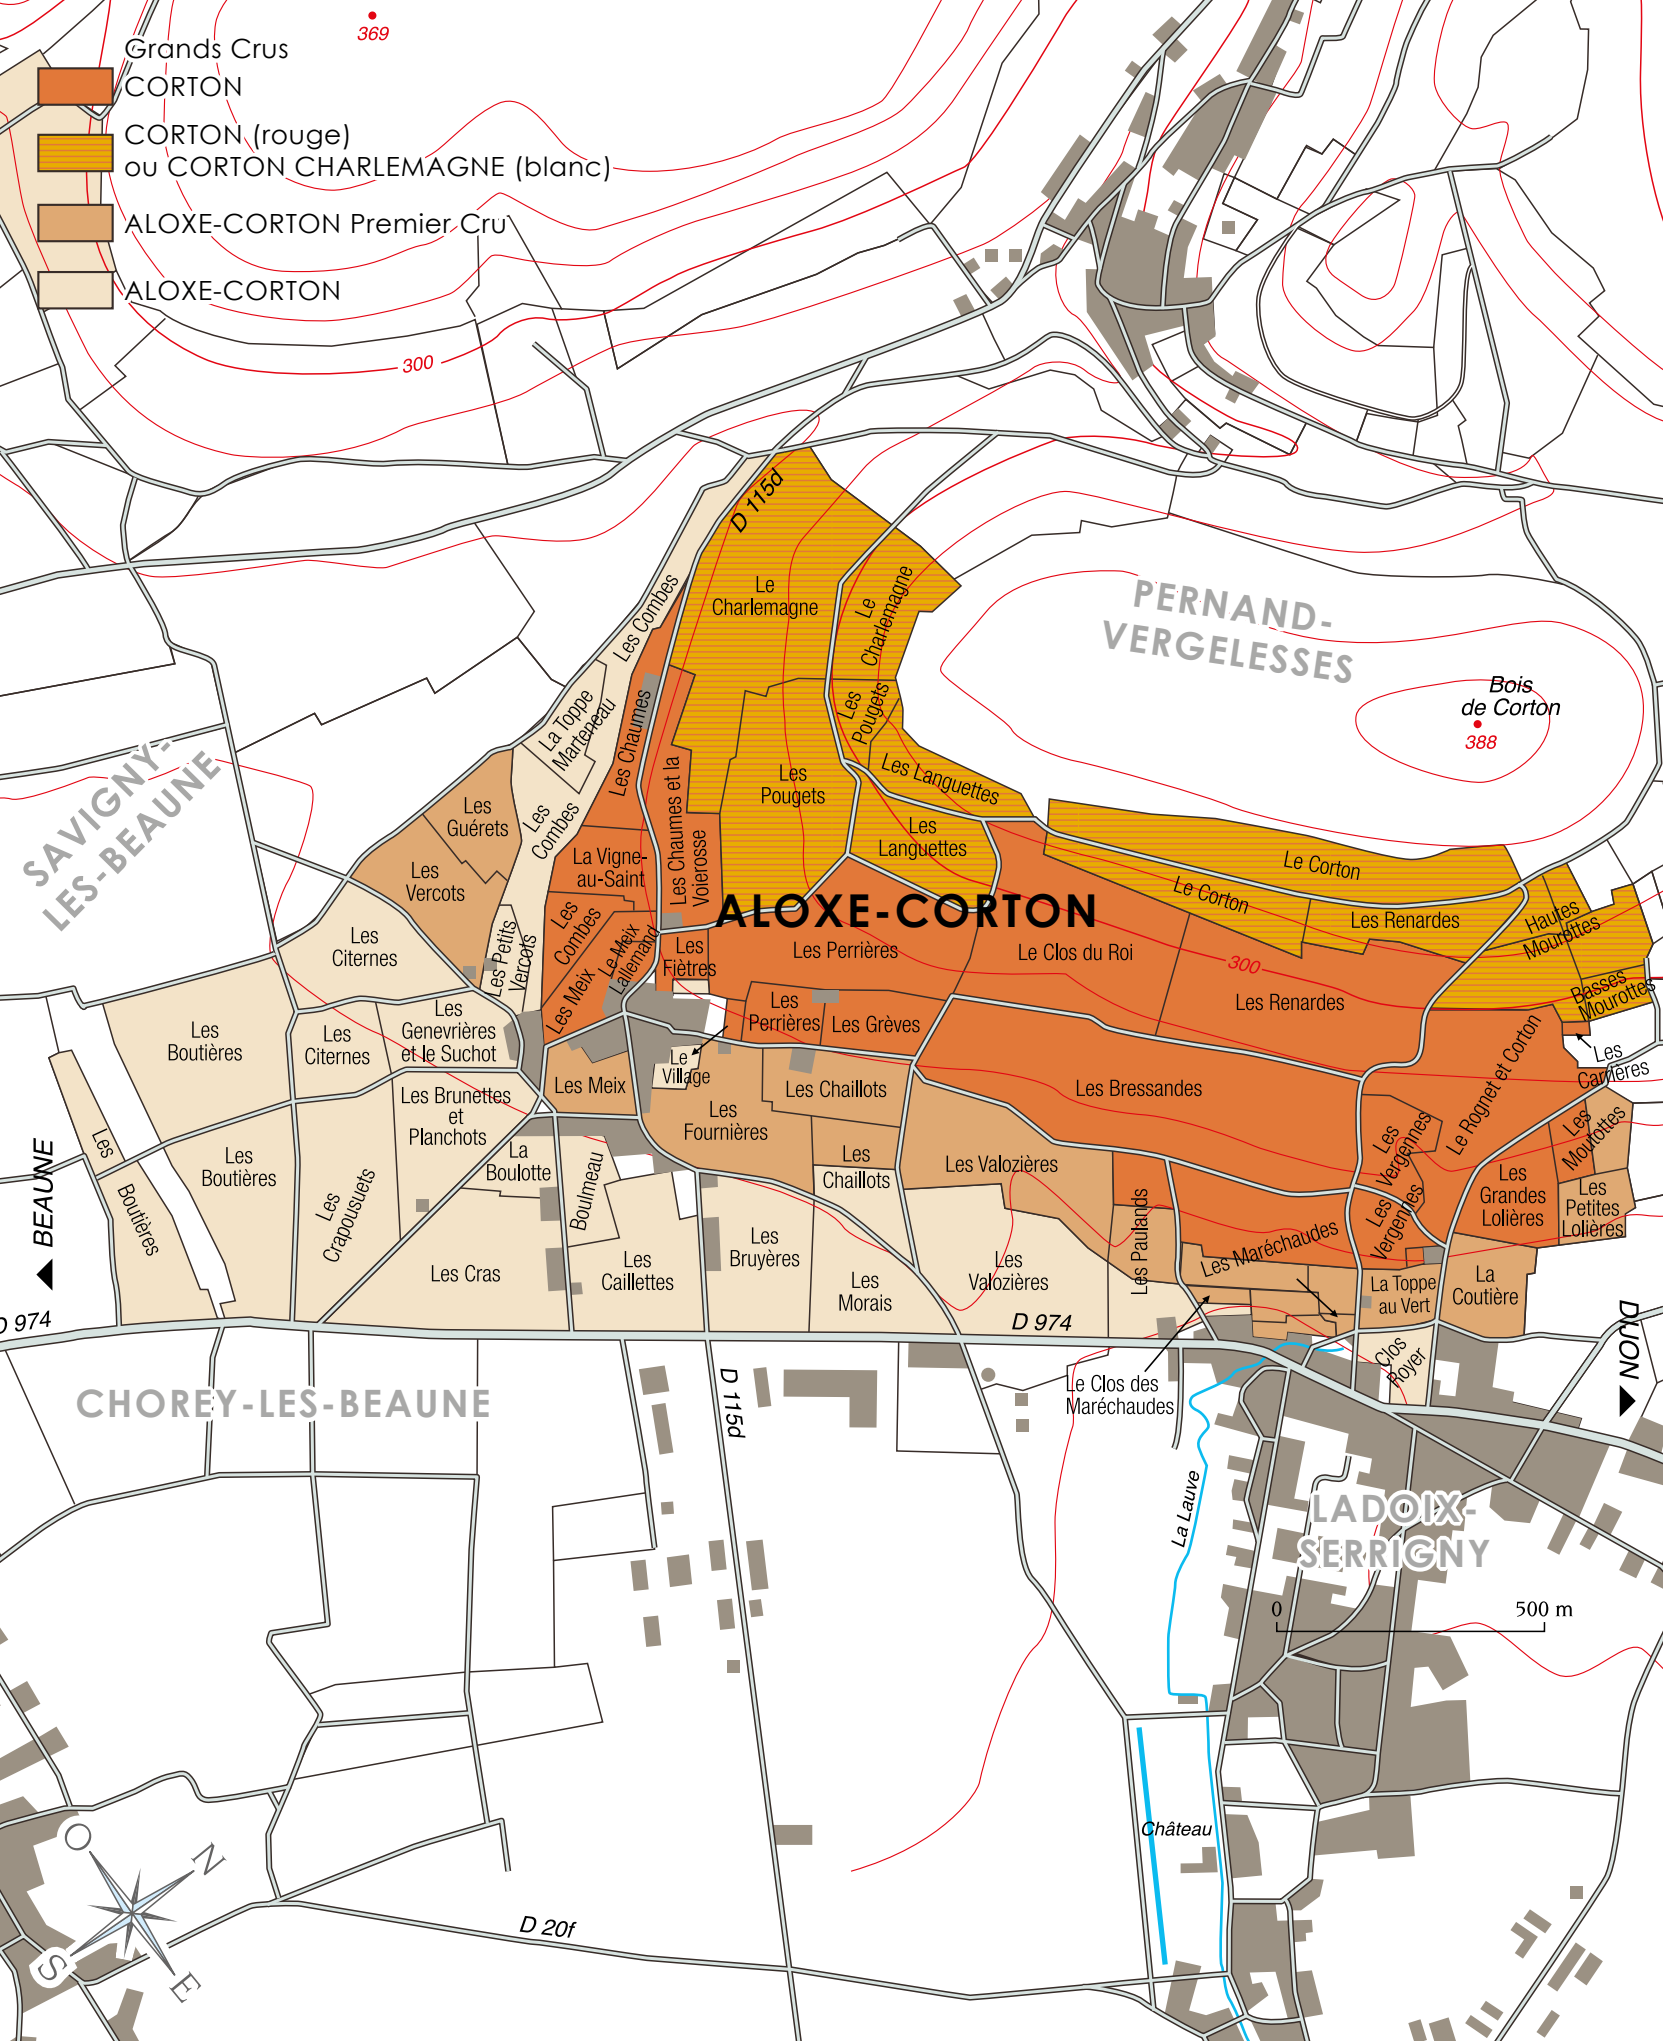 369
Grands Crus
CORTON
CORTON (rouge)
ou CORTON CHARLEMAGNE (blanc)
ALOXE-CORTON Premier Cru
ALOXE-CORTON
300
D 115d
Le
Charlemagne
Le
Charlemagne
PERNAND-
VERGELESSES
Bois
de Corton
388
Les Combes
La Toppe
Marteneau
Les Chaumes
Les
Pougets
Les Languettes
SAVIGNY-
LES-BEAUNE
Les
Guérets
Les
Combes
Les Chaumes et la
Voierosse
Les
Pougets
Les
Languettes
Les
Vercots
La Vigne-
au-Saint
Le Corton
Le Corton
Les Renardes
Hautes
Mourottes
Basses
Mourottes
ALOXE-CORTON
Les
Citernes
Les Petits
Vercots
Les
Combes
Le Meix
Lallemand
Les Meix
Les
Fiètres
Les Perrières
Le Clos du Roi
300
Les Renardes
Les
Perrières
Les Grèves
Les
Boutières
Les
Citernes
Les
Genevrières
et le Suchot
Le
Village
Les
Carrières
Les Meix
Les Chaillots
Les Bressandes
Le Rognet et Corton
Les Brunettes
et
Planchots
Les
Fournières
Les
Vergennes
Les
Moutottes
Les
Boutières
Les
Boutières
Les
Crapousuets
La
Boulotte
Boulmeau
Les
Chaillots
Les Valozières
Les Paulands
Les
Vergennes
Les
Grandes
Lolières
Les
Petites
Lolières
BEAUNE
Les Cras
Les
Caillettes
Les
Bruyères
Les
Morais
Les
Valozières
Les Maréchaudes
La Toppe
au Vert
La
Coutière
D 974
D 974
DIJON
Clos
Royer
Le Clos des
Maréchaudes
CHOREY-LES-BEAUNE
D 115d
La Lauve
LADOIX-
SERRIGNY
0
500 m
Château
D 20f
O
N
S
E